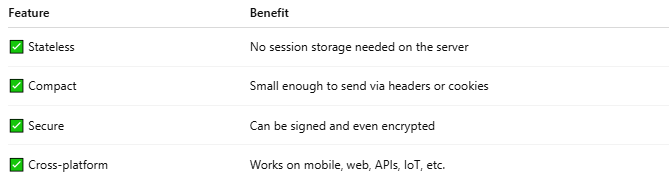 Feature Benefit
✅ Stateless No session storage needed on the server
✅ Compact Small enough to send via headers or cookies
✅ Secure Can be signed and even encrypted
✅ Cross-platform Works on mobile, web, APIs, IoT, etc.